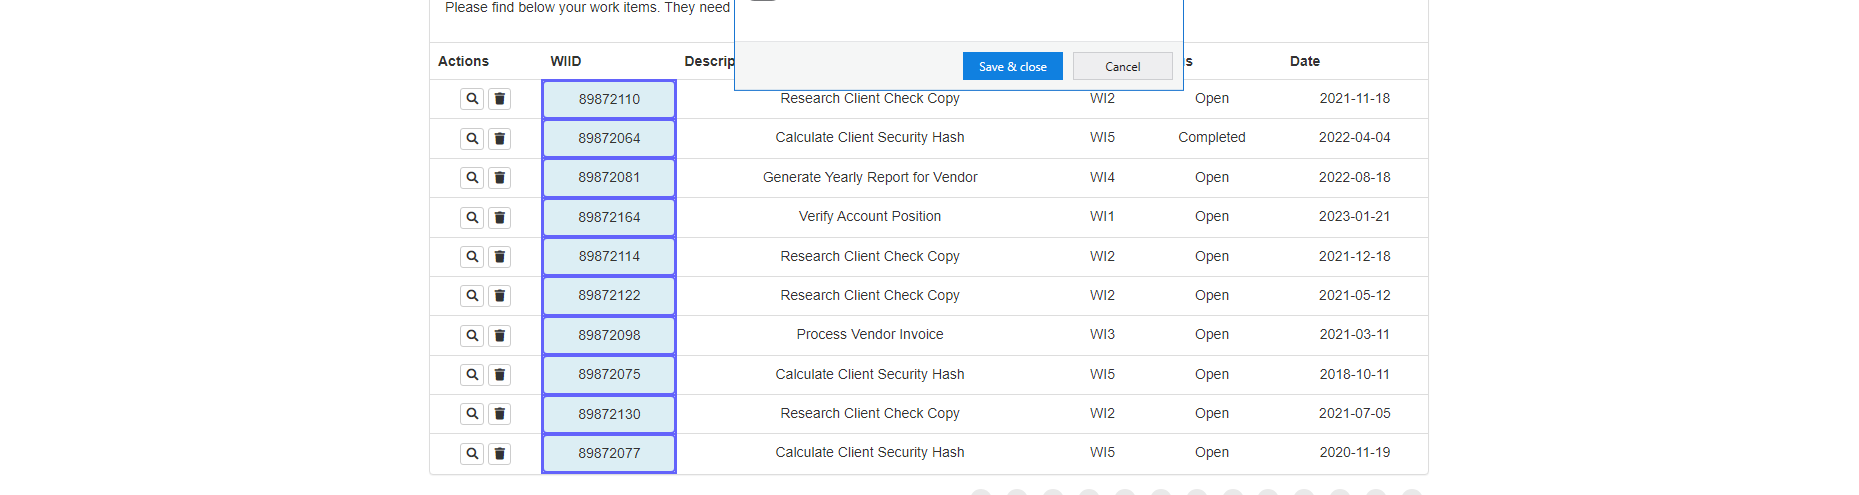 Please find below your work items. They need
Save & close Cancel
Actions WIID Descrip s Date
89872110 Research Client Check Copy WI2 Open 2021-11-18
89872064 Calculate Client Security Hash WI5 Completed 2022-04-04
89872081 Generate Yearly Report for Vendor WI4 Open 2022-08-18
89872164 Verify Account Position WI1 Open 2023-01-21
89872114 Research Client Check Copy WI2 Open 2021-12-18
89872122 Research Client Check Copy WI2 Open 2021-05-12
89872098 Process Vendor Invoice WI3 Open 2021-03-11
89872075 Calculate Client Security Hash WI5 Open 2018-10-11
89872130 Research Client Check Copy WI2 Open 2021-07-05
89872077 Calculate Client Security Hash WI5 Open 2020-11-19